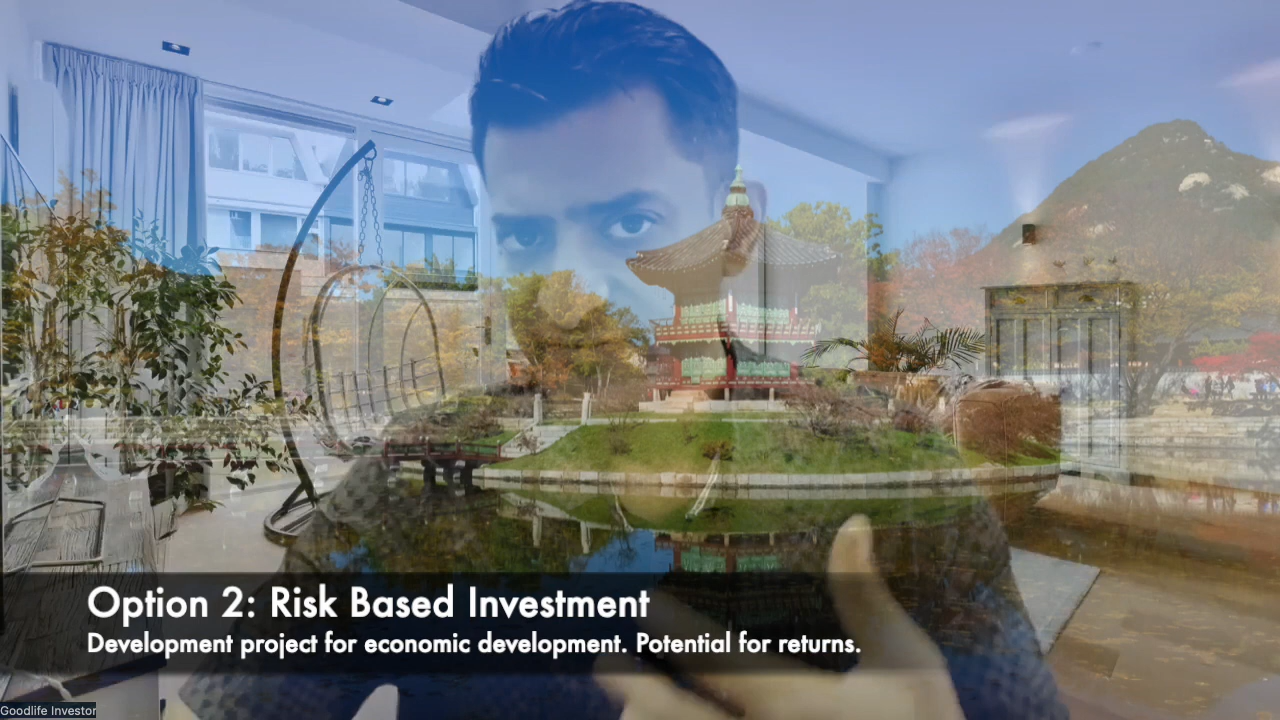 Option 2: Risk Based Investment
Development project for economic development. Potential for returns.
Goodlife Investor